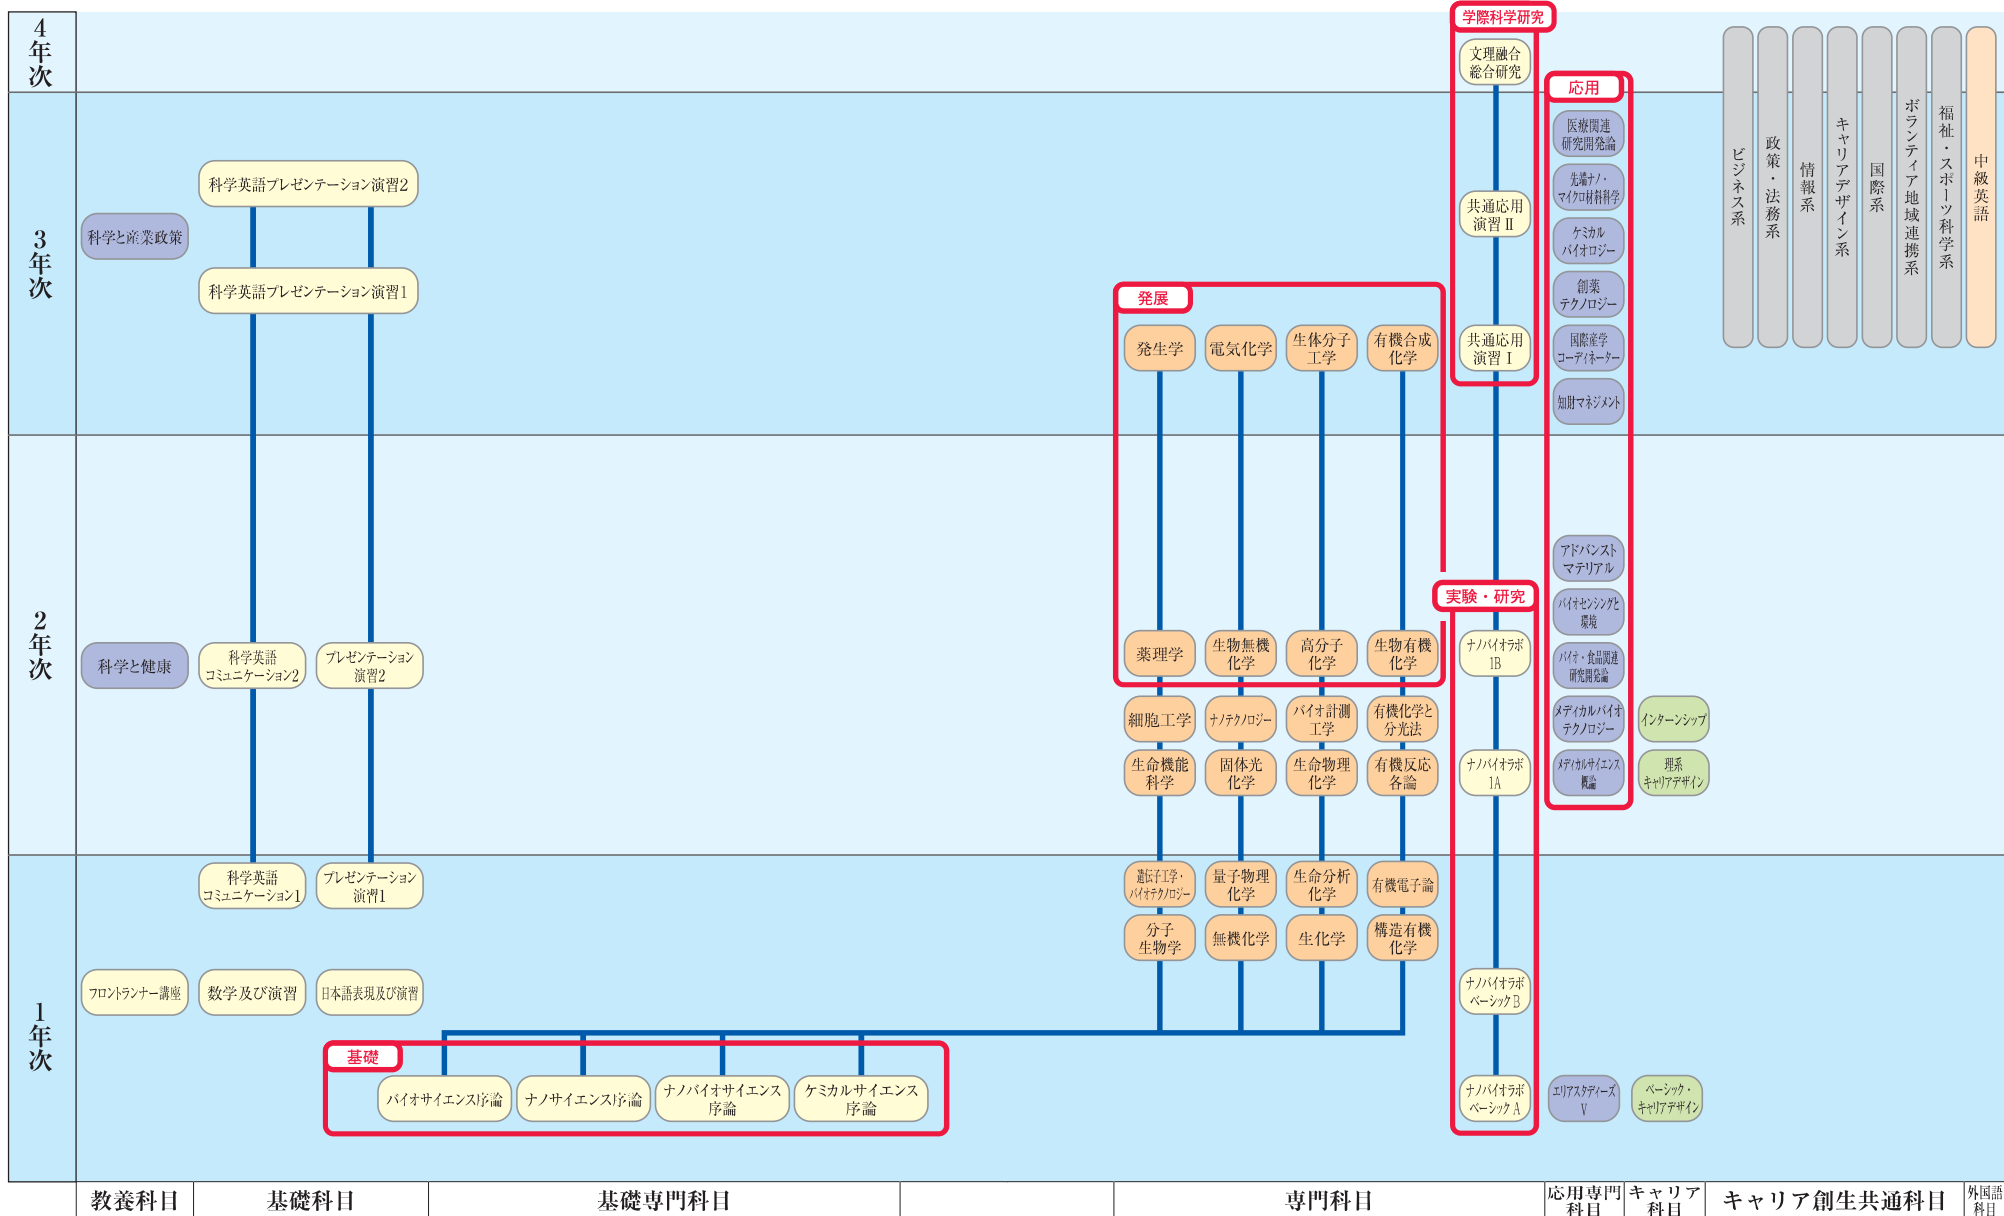 4年次
学際科学研究
文理融合
総合研究
3年次
科学と産業政策
科学英語プレゼンテーション演習2
科学英語プレゼンテーション演習1
発展
発生学
電気化学
生体分子
工学
有機合成
化学
共通応用
演習 II
共通応用
演習 I
応用
医療関連
研究開発論
先端ナノ・
マイクロ材料科学
ケミカル
バイオロジー
創薬
テクノロジー
国際産学
コーディネーター
知財マネジメント
ビジネス系
政策・法務系
情報系
キャリアデザイン系
国際系
ボランティア地域連携系
福祉・スポーツ科学系
中級英語
2年次
科学と健康
科学英語
コミュニケーション2
プレゼンテーション
演習2
薬理学
生物無機
化学
高分子
化学
生物有機
化学
細胞工学
ナノテクノロジー
バイオ計測
工学
有機化学と
分光法
生命機能
科学
固体光
化学
生命物理
化学
有機反応
各論
実験・研究
ナノバイオラボ
1B
ナノバイオラボ
1A
アドバンスト
マテリアル
バイオセンシングと
環境
バイオ・食品関連
研究開発論
メディカルバイオ
テクノロジー
メディカルサイエンス
概論
インターンシップ
理系
キャリアデザイン
1年次
科学英語
コミュニケーション1
プレゼンテーション
演習1
フロントランナー講座
数学及び演習
日本語表現及び演習
遺伝子工学・
バイオテクノロジー
量子物理
化学
生命分析
化学
有機電子論
分子
生物学
無機化学
生化学
構造有機
化学
ナノバイオラボ
ベーシック B
基礎
バイオサイエンス序論
ナノサイエンス序論
ナノバイオサイエンス
序論
ケミカルサイエンス
序論
ナノバイオラボ
ベーシック A
エリアスタディーズ
V
ベーシック・
キャリアデザイン
教養科目
基礎科目
基礎専門科目
専門科目
応用専門
科目
キャリア
科目
キャリア創生共通科目
外国語
科目